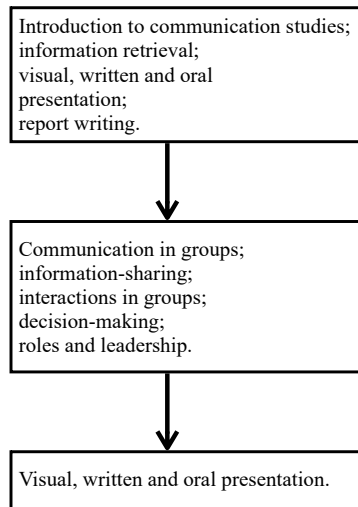 Introduction to communication studies;
information retrieval;
visual, written and oral
presentation;
report writing.
Communication in groups;
information-sharing;
interactions in groups;
decision-making;
roles and leadership.
Visual, written and oral presentation.